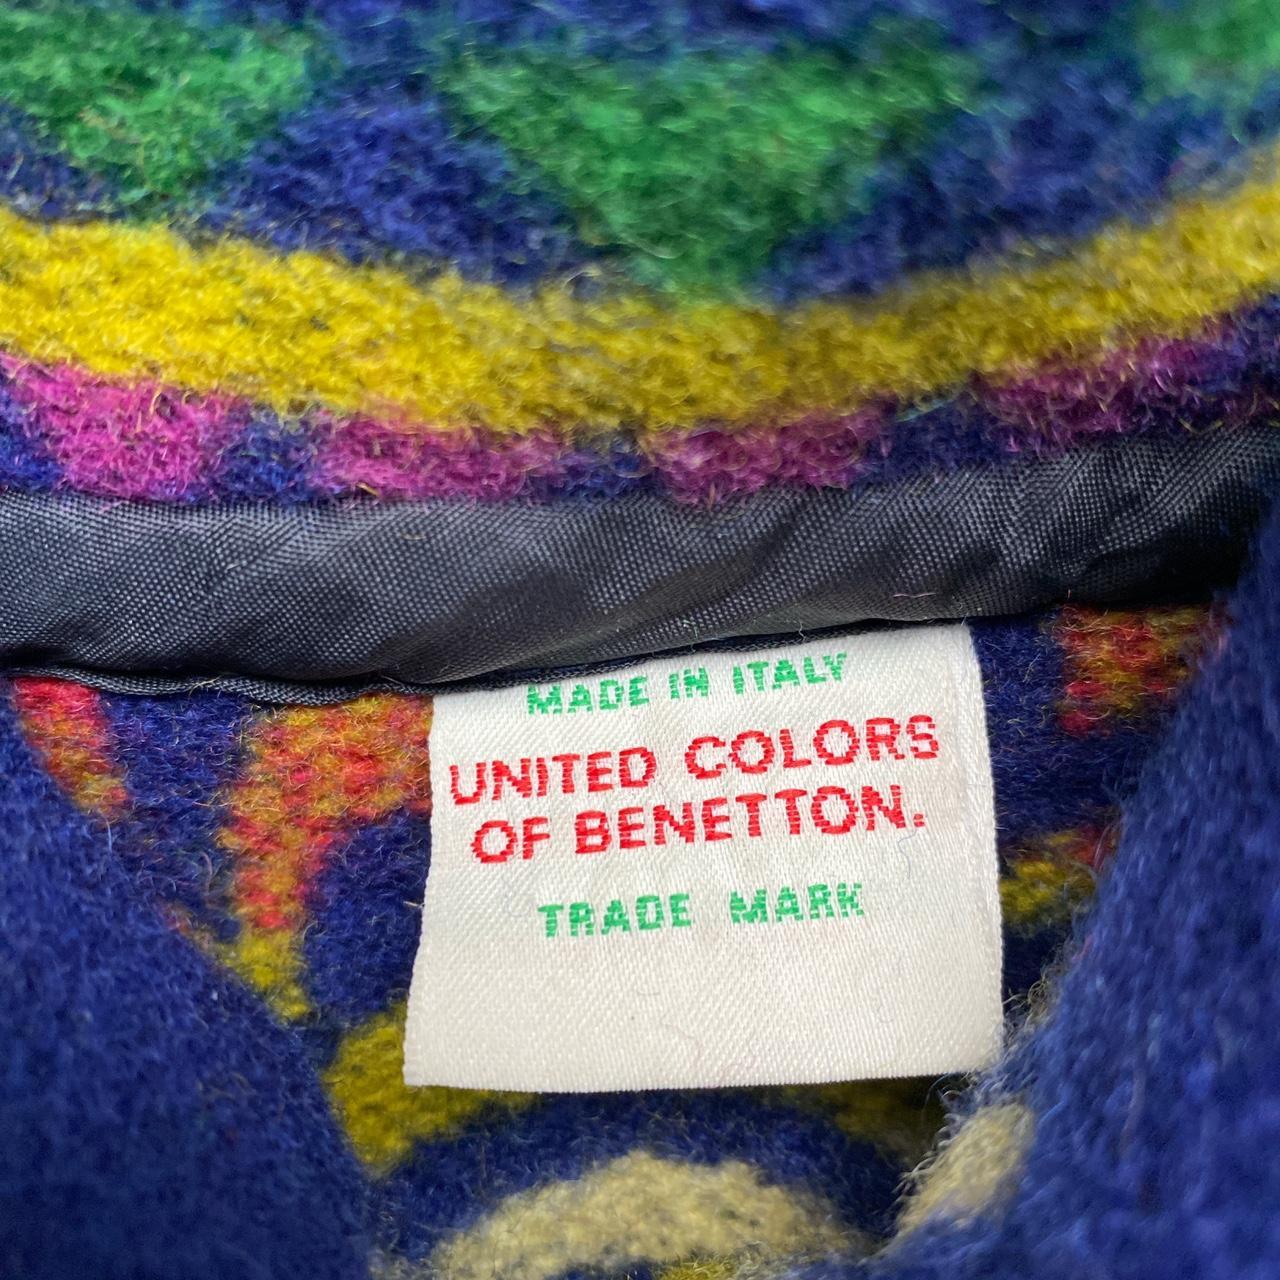 MADE IN ITALY
UNITED COLORS
OF BENETTON.
TRADE MARK